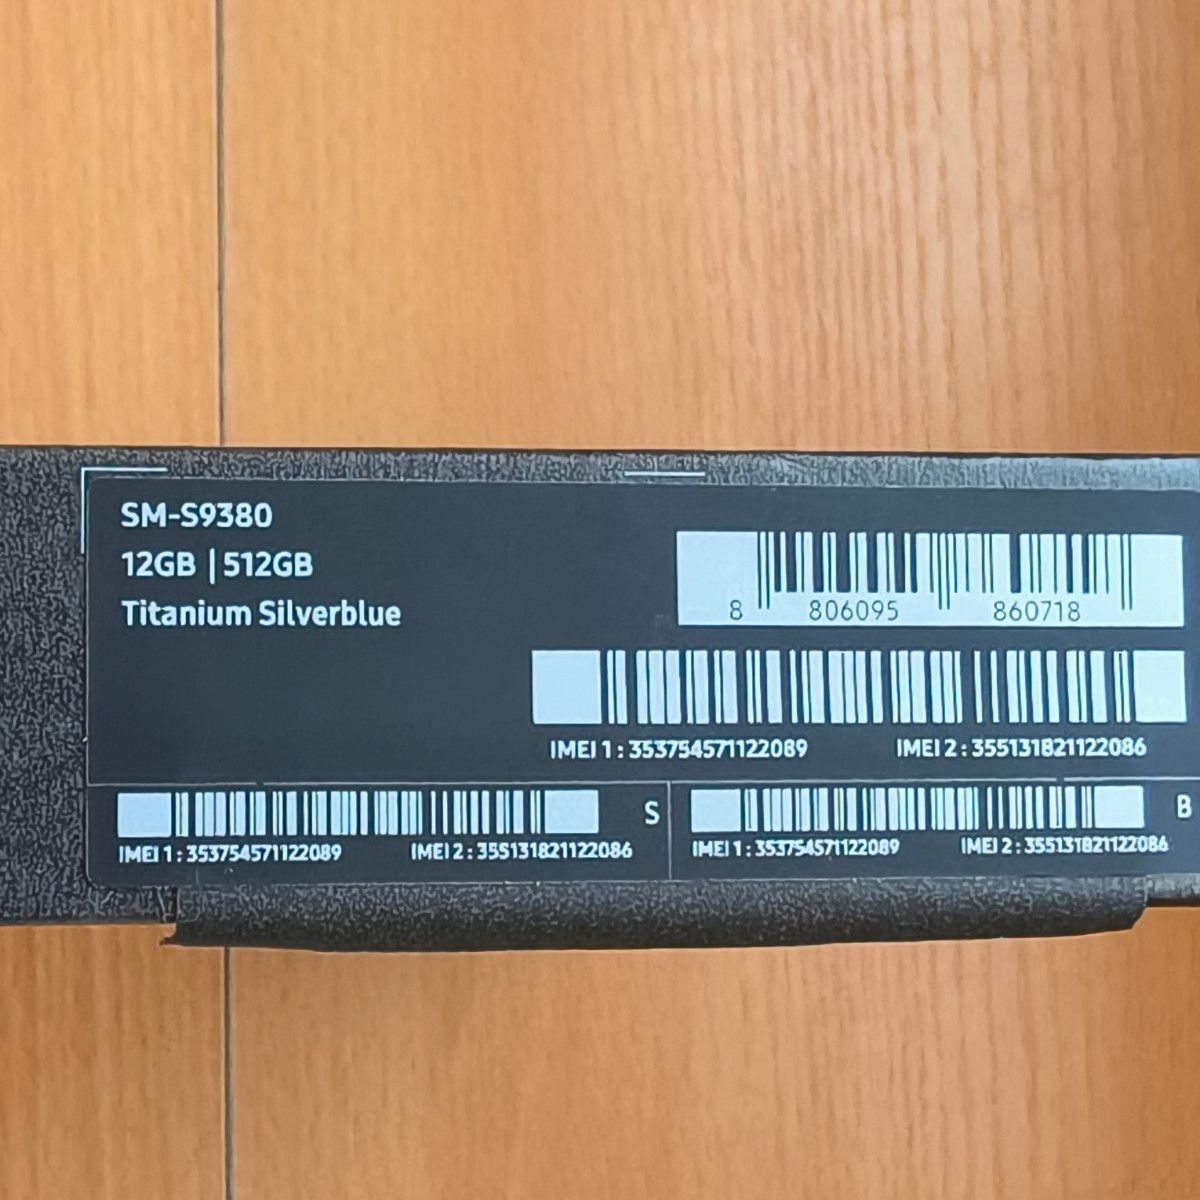 SM-S9380
12GB | 512GB
Titanium Silverblue
8 806095 860718
IMEI 1 : 353754571122089 IMEI 2 : 355131821122086
S
B
IMEI 1 : 353754571122089 IMEI 2 : 355131821122086
IMEI 1 : 353754571122089 IMEI 2 : 355131821122086